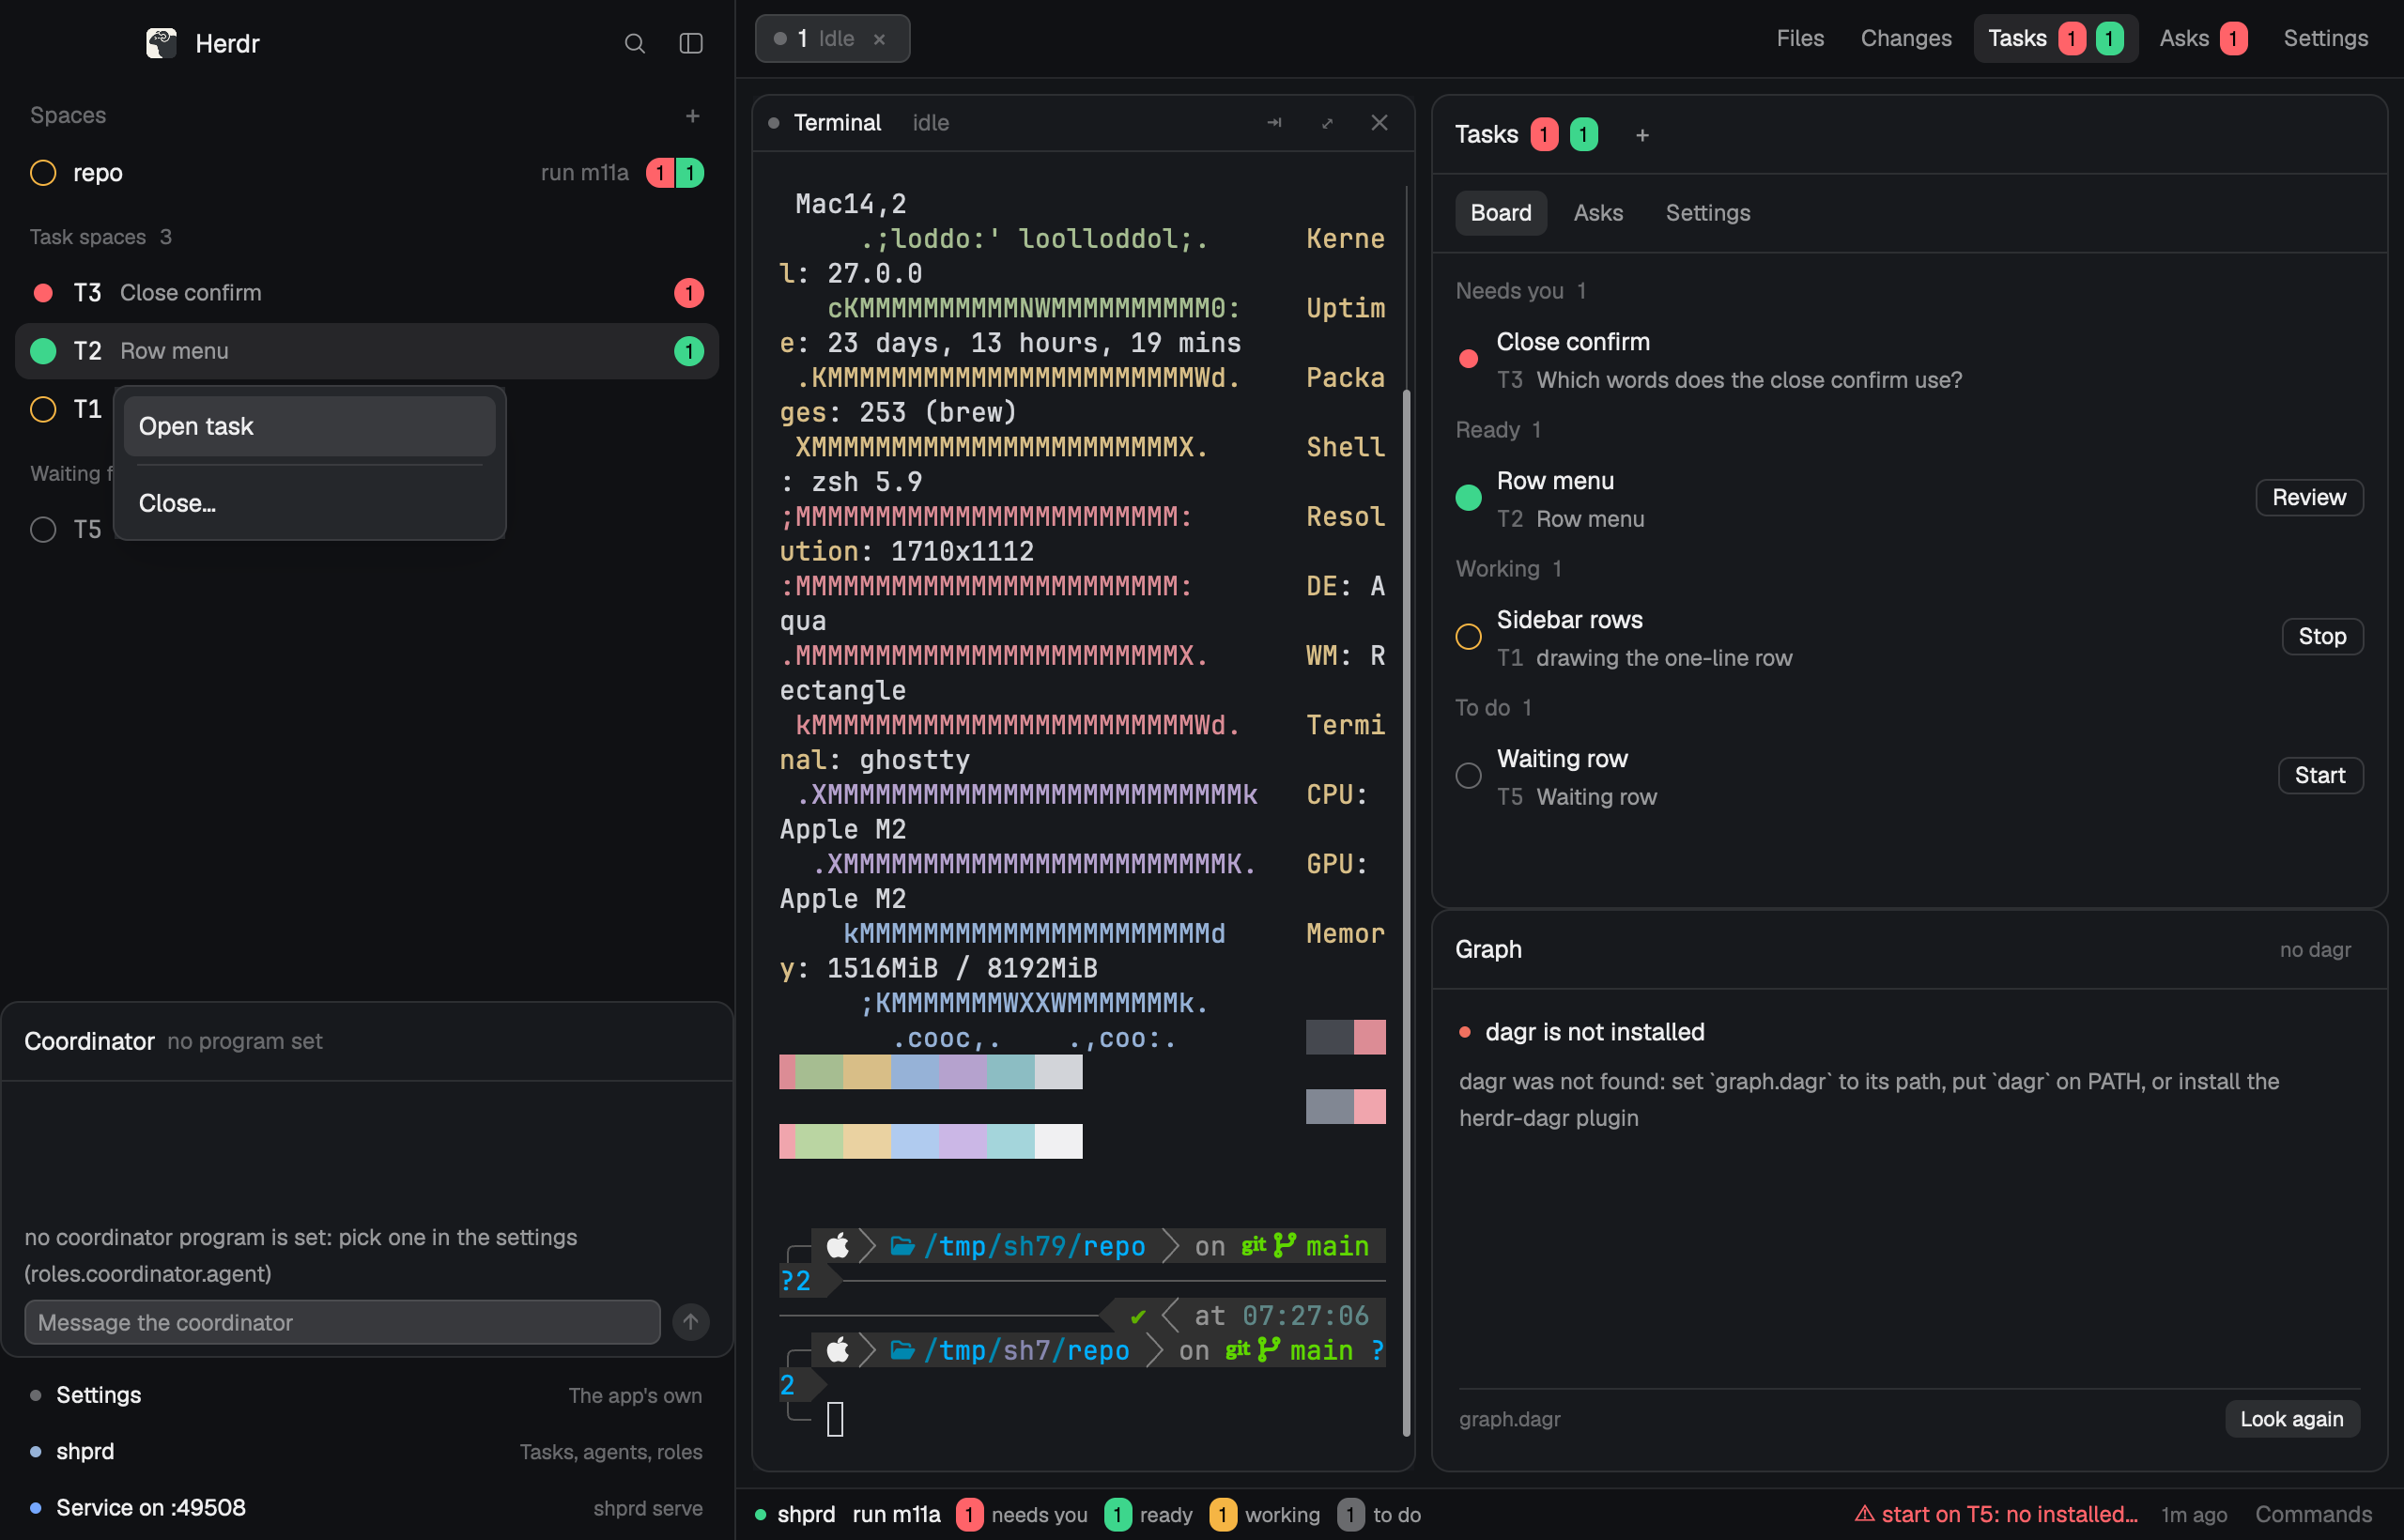 Herdr
Spaces
+
repo run m11a 1 1
Task spaces 3
T3 Close confirm 1
T2 Row menu 1
T1
Open task
Waiting f
Close...
T5
Coordinator no program set
no coordinator program is set: pick one in the settings
(roles.coordinator.agent)
Message the coordinator
Settings The app's own
shprd Tasks, agents, roles
Service on :49508 shprd serve
1 Idle ×
Files Changes Tasks 1 1 Asks 1 Settings
Terminal idle
Mac14,2
.;loddo:' loolloddol;. Kerne
l: 27.0.0
cKMMMMMMMMMMNWMMMMMMMMMM0: Uptim
e: 23 days, 13 hours, 19 mins
.KMMMMMMMMMMMMMMMMMMMMMMMWd. Packa
ges: 253 (brew)
XMMMMMMMMMMMMMMMMMMMMMMMX. Shell
: zsh 5.9
;MMMMMMMMMMMMMMMMMMMMMMMM: Resol
ution: 1710x1112
:MMMMMMMMMMMMMMMMMMMMMMMM: DE: A
qua
.MMMMMMMMMMMMMMMMMMMMMMMMX. WM: R
ectangle
kMMMMMMMMMMMMMMMMMMMMMMMMWd. Termi
nal: ghostty
.XMMMMMMMMMMMMMMMMMMMMMMMMMMk CPU:
Apple M2
.XMMMMMMMMMMMMMMMMMMMMMMMMK. GPU:
Apple M2
kMMMMMMMMMMMMMMMMMMMMMMd Memor
y: 1516MiB / 8192MiB
;KMMMMMMMWXXWMMMMMMMk.
.cooc,. .,coo:.
/tmp/sh79/repo on git main
?2
✔ at 07:27:06
/tmp/sh7/repo on git main ?
2
Tasks 1 1 +
Board Asks Settings
Needs you 1
Close confirm
T3 Which words does the close confirm use?
Ready 1
Row menu
T2 Row menu
Review
Working 1
Sidebar rows
T1 drawing the one-line row
Stop
To do 1
Waiting row
T5 Waiting row
Start
Graph no dagr
dagr is not installed
dagr was not found: set `graph.dagr` to its path, put `dagr` on PATH, or install the
herdr-dagr plugin
graph.dagr Look again
shprd run m11a 1 needs you 1 ready 1 working 1 to do
⚠ start on T5: no installed... 1m ago Commands